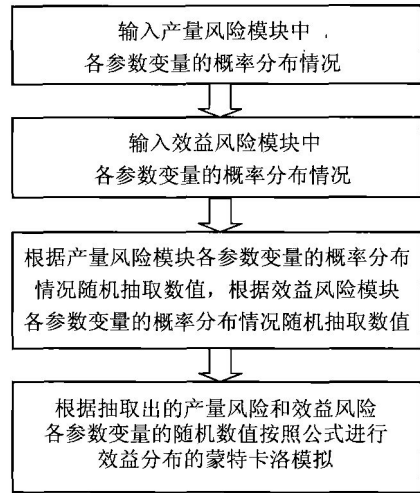 输入产量风险模块中
各参数变量的概率分布情况
输入效益风险模块中
各参数变量的概率分布情况
根据产量风险模块各参数变量的概率分布
情况随机抽取数值，根据效益风险模块
各参数变量的概率分布情况随机抽取数值
根据抽取出的产量风险和效益风险
各参数变量的随机数值按照公式进行
效益分布的蒙特卡洛模拟